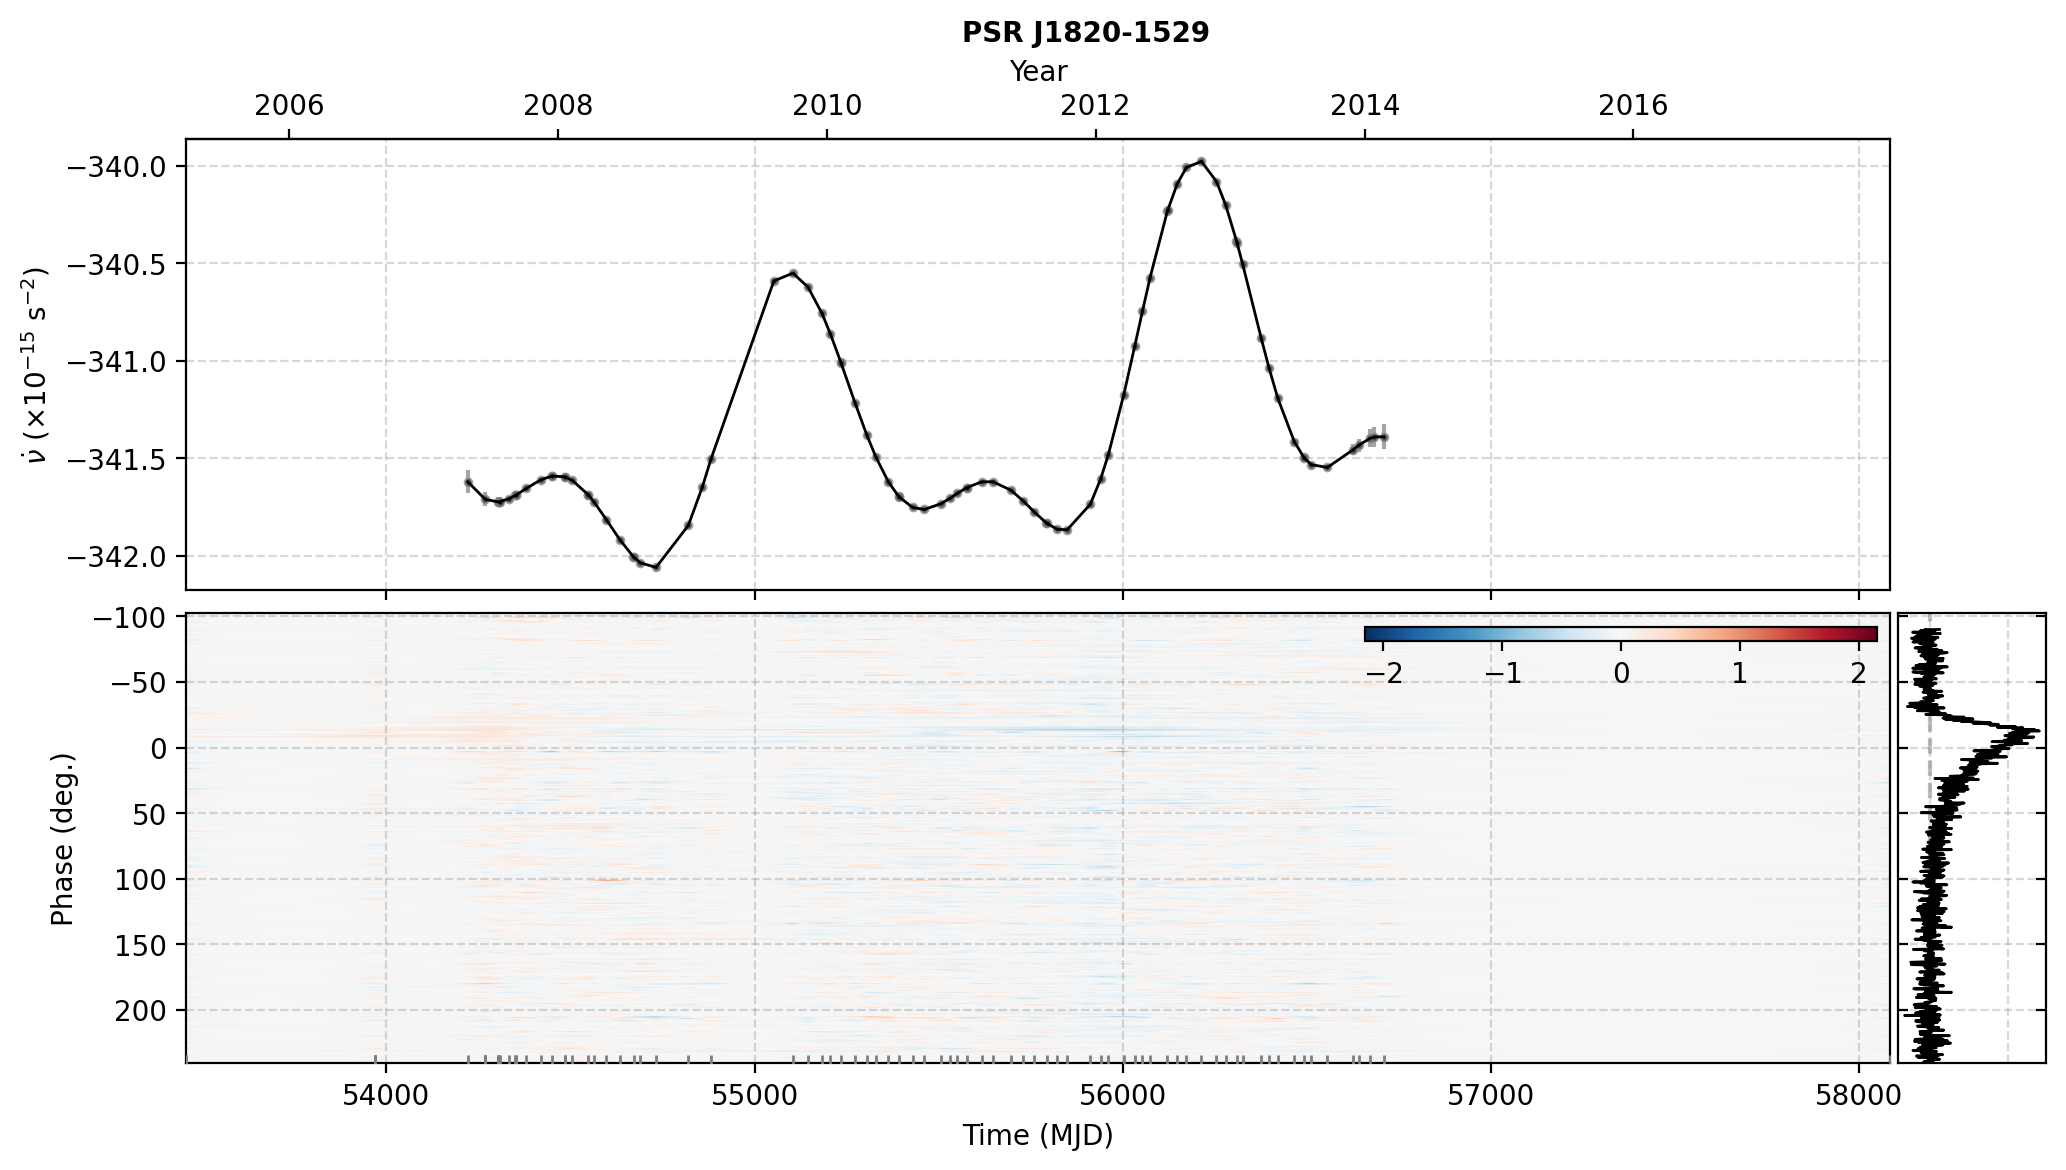 PSR J1820-1529
Year
2006 2008 2010 2012 2014 2016
−340.0
−340.5
−341.0
−341.5
−342.0
ν̇ (×10⁻¹⁵ s⁻²)
−100
−50
0
50
100
150
200
Phase (deg.)
−2 −1 0 1 2
54000 55000 56000 57000 58000
Time (MJD)